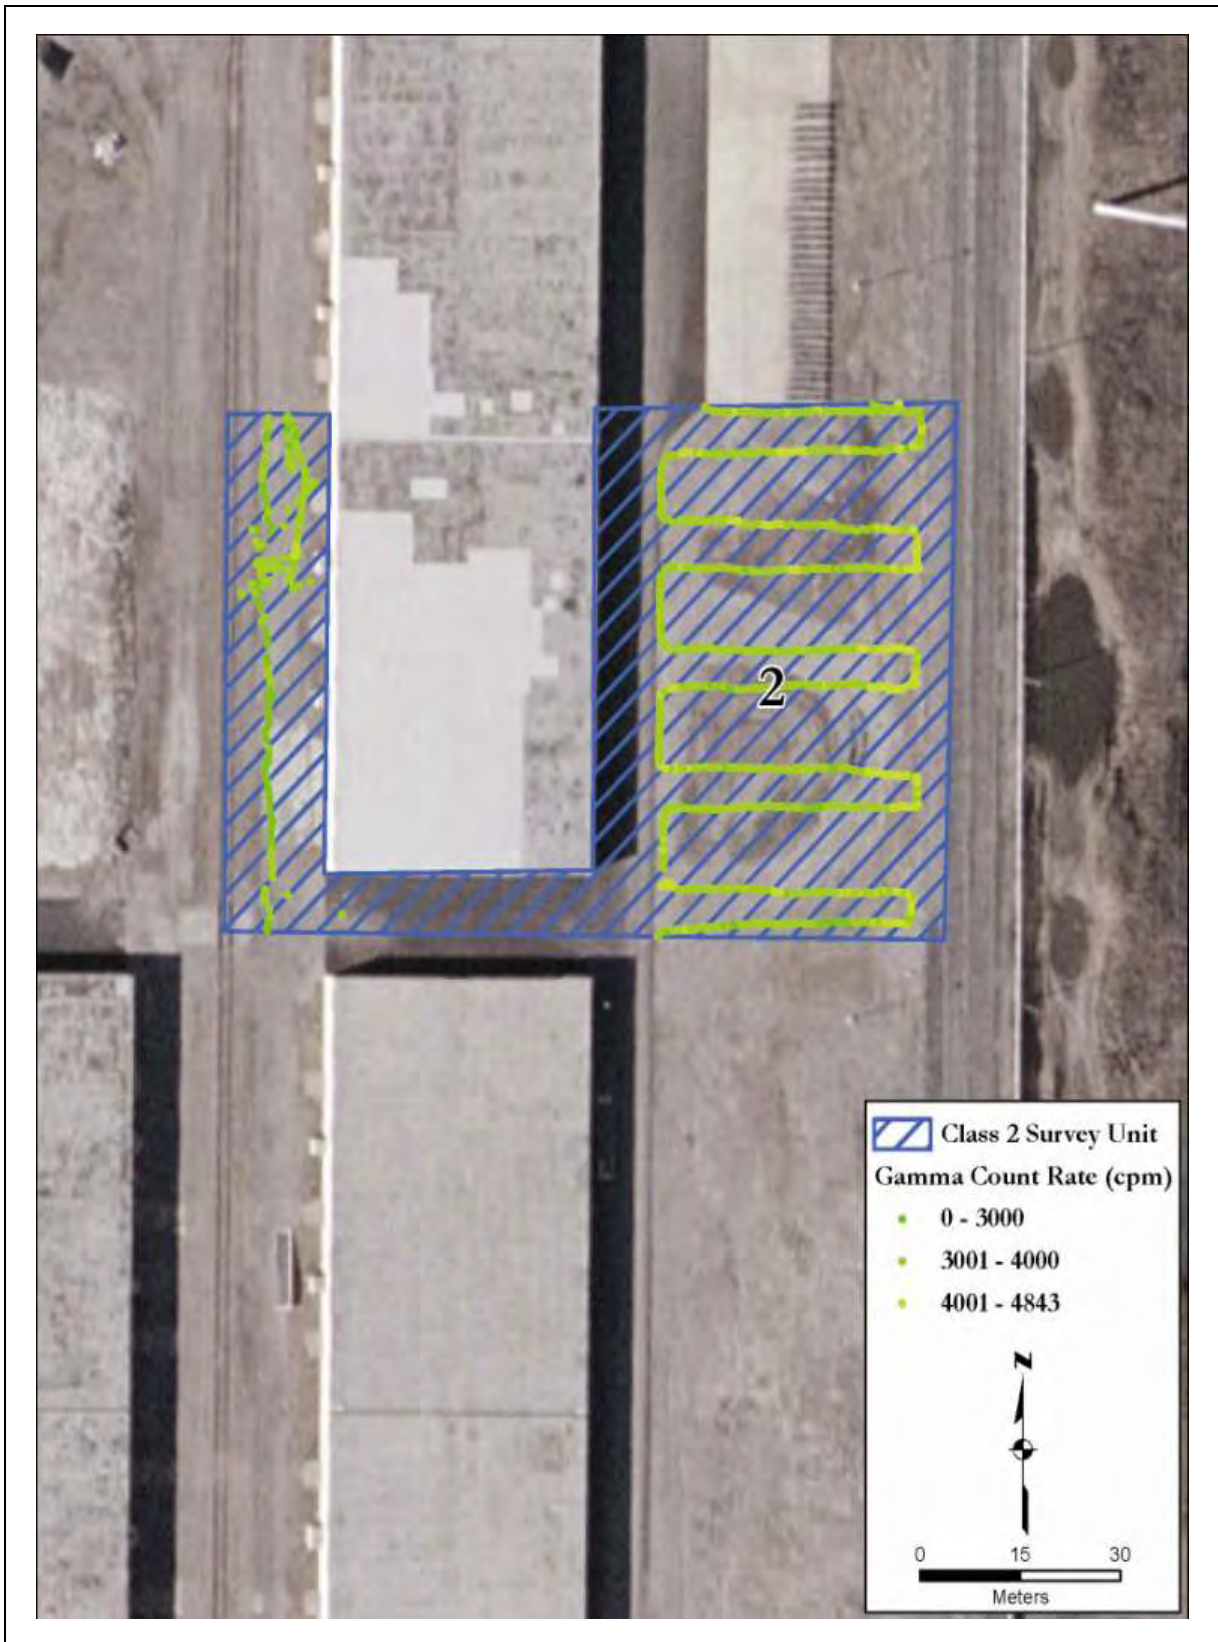 2
Class 2 Survey Unit
Gamma Count Rate (cpm)
0 - 3000
3001 - 4000
4001 - 4843
N
0 15 30
Meters